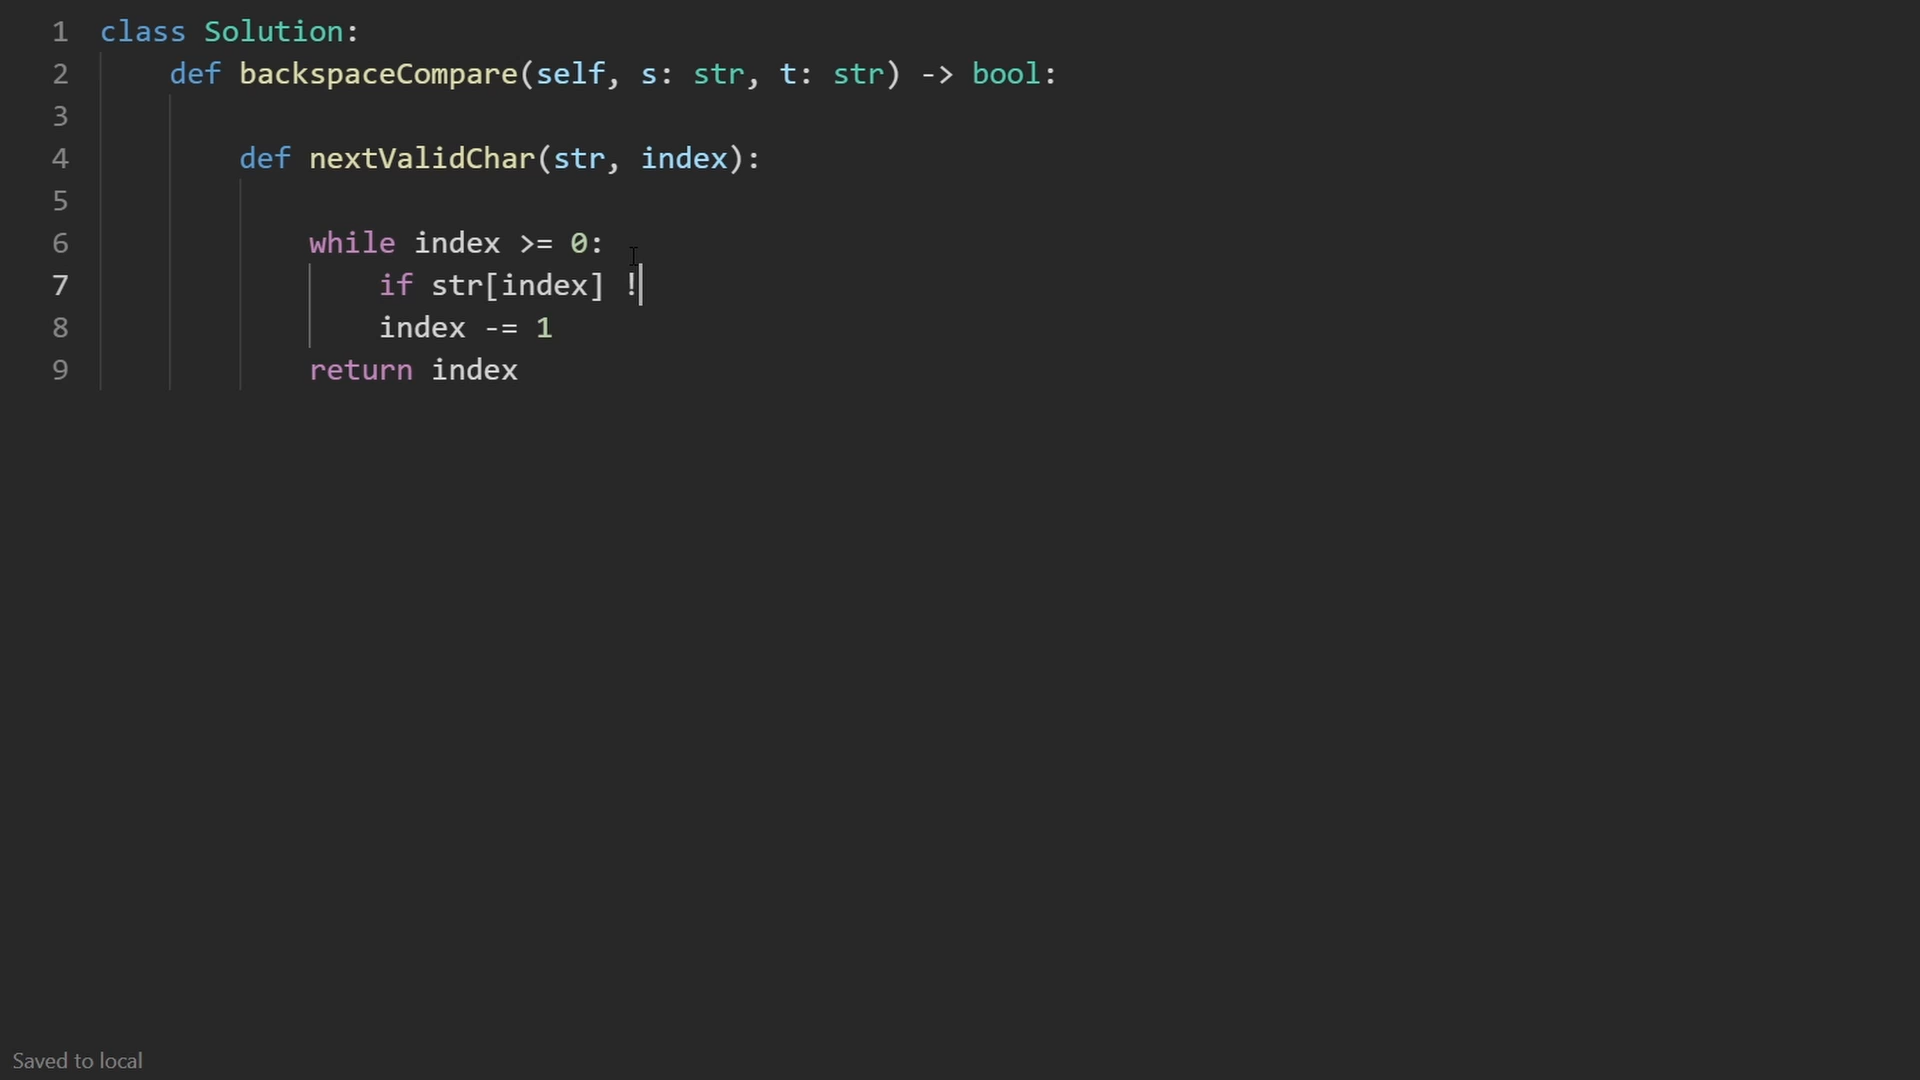 1 class Solution:
2 def backspaceCompare(self, s: str, t: str) -> bool:
3
4 def nextValidChar(str, index):
5
6 while index >= 0:
7 if str[index] !
8 index -= 1
9 return index
Saved to local